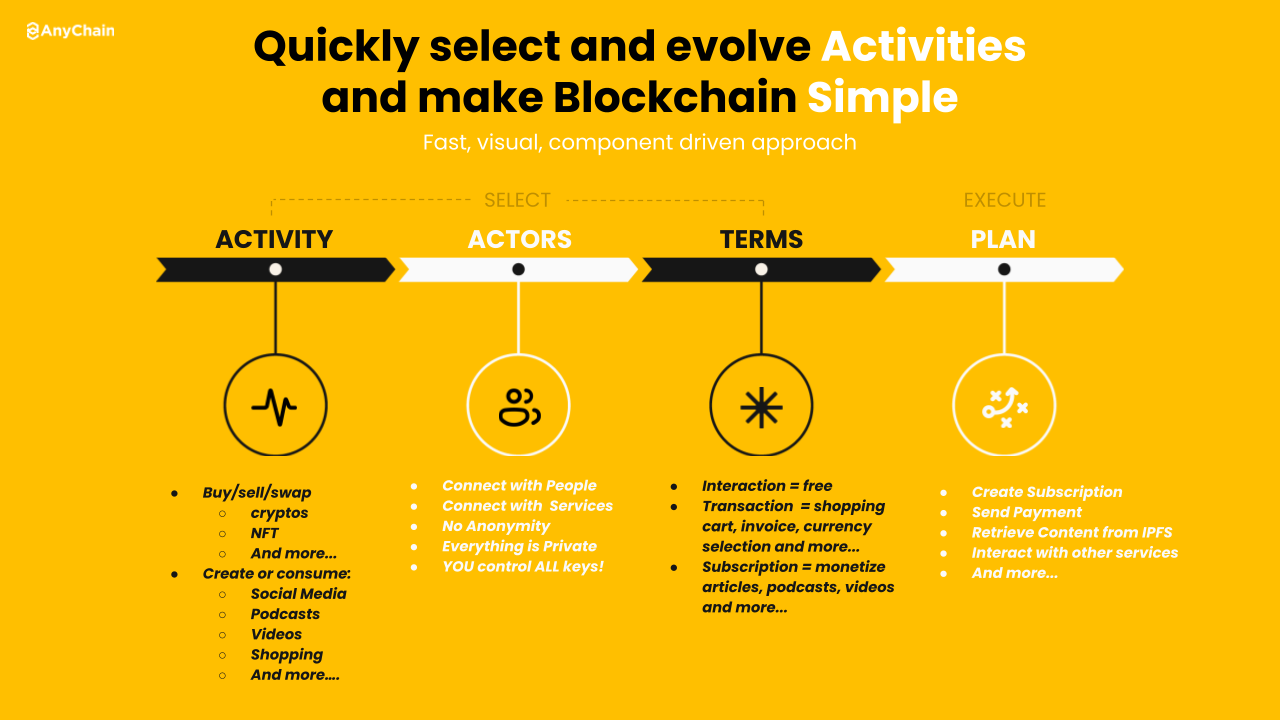 AnyChain
Quickly select and evolve Activities
and make Blockchain Simple
Fast, visual, component driven approach
SELECT
EXECUTE
ACTIVITY
ACTORS
TERMS
PLAN
● Buy/sell/swap
○ cryptos
○ NFT
○ And more...
● Create or consume:
○ Social Media
○ Podcasts
○ Videos
○ Shopping
○ And more....
● Connect with People
● Connect with  Services
● No Anonymity
● Everything is Private
● YOU control ALL keys!
● Interaction = free
● Transaction  = shopping
cart, invoice, currency
selection and more...
● Subscription = monetize
articles, podcasts, videos
and more...
● Create Subscription
● Send Payment
● Retrieve Content from IPFS
● Interact with other services
● And more...